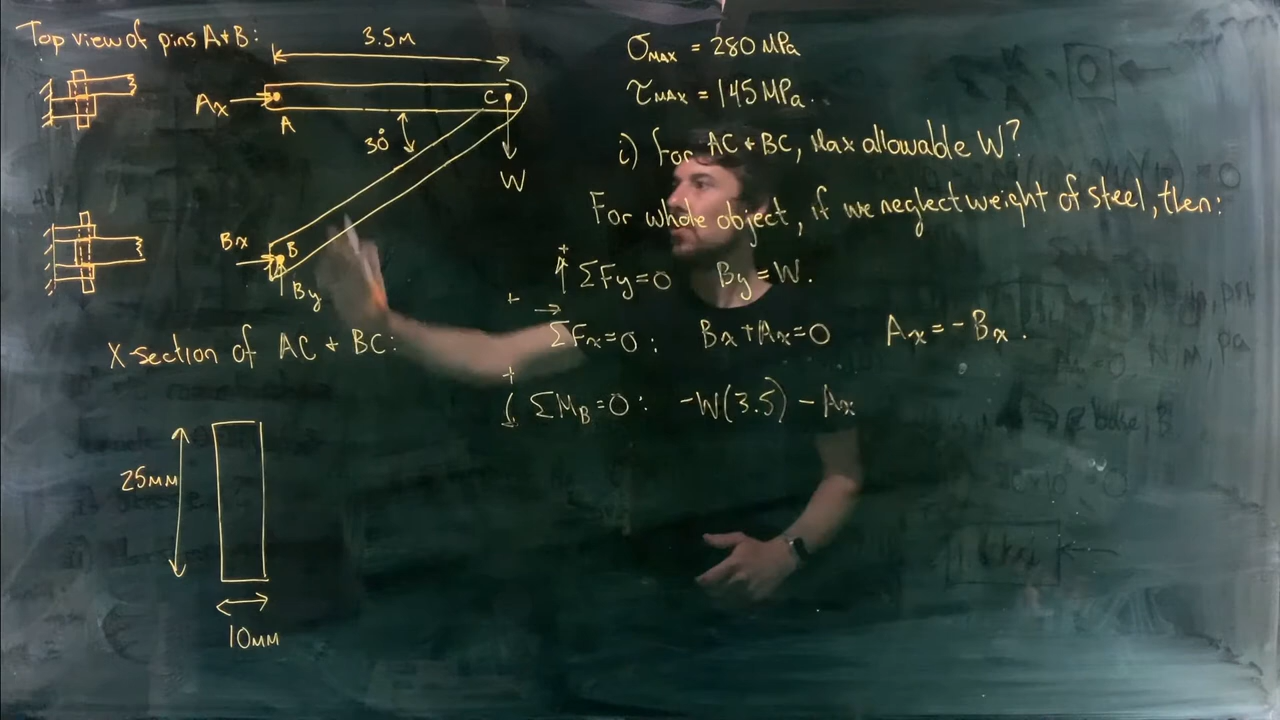 Top view of pins A+B:
3.5m
Ax
A
C
30°
W
Bx
B
By
X-section of AC + BC:
25mm
10mm
σMAX = 280 MPa
τMAX = 145 MPa.
i) For AC + BC, Max allowable W?
For whole object, if we neglect weight of steel, then:
+↑ ΣFy=0 By=W.
+→ ΣFx=0: Bx+Ax=0 Ax=-Bx.
+ ΣMB=0: -W(3.5) - Ax